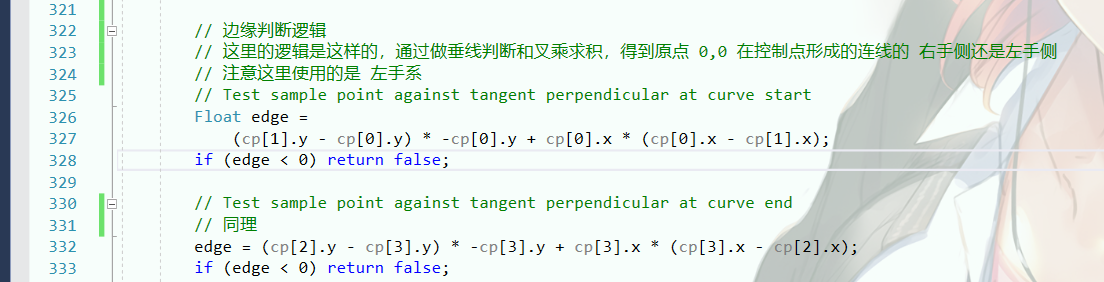 321
322 // 边缘判断逻辑
323 // 这里的逻辑是这样的，通过做垂线判断和叉乘求积，得到原点 0,0 在控制点形成的连线的 右手侧还是左手侧
324 // 注意这里使用的是 左手系
325 // Test sample point against tangent perpendicular at curve start
326 Float edge =
327 (cp[1].y - cp[0].y) * -cp[0].y + cp[0].x * (cp[0].x - cp[1].x);
328 if (edge < 0) return false;
329
330 // Test sample point against tangent perpendicular at curve end
331 // 同理
332 edge = (cp[2].y - cp[3].y) * -cp[3].y + cp[3].x * (cp[3].x - cp[2].x);
333 if (edge < 0) return false;